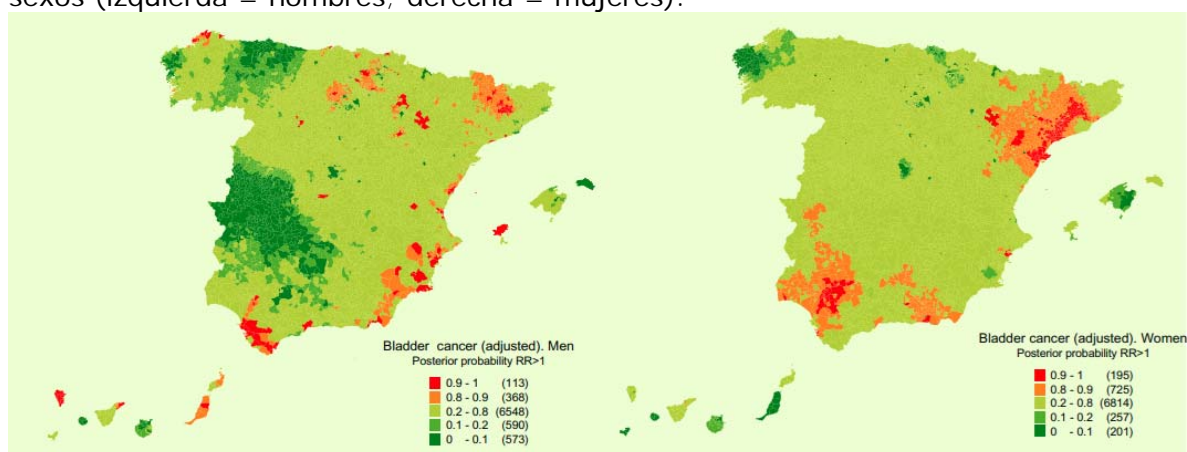 sexos (izquierda = hombres; derecha = mujeres).
Bladder cancer (adjusted). Men
Posterior probability RR>1
0.9 - 1 (113)
0.8 - 0.9 (368)
0.2 - 0.8 (6548)
0.1 - 0.2 (590)
0 - 0.1 (573)
Bladder cancer (adjusted). Women
Posterior probability RR>1
0.9 - 1 (195)
0.8 - 0.9 (725)
0.2 - 0.8 (6814)
0.1 - 0.2 (257)
0 - 0.1 (201)